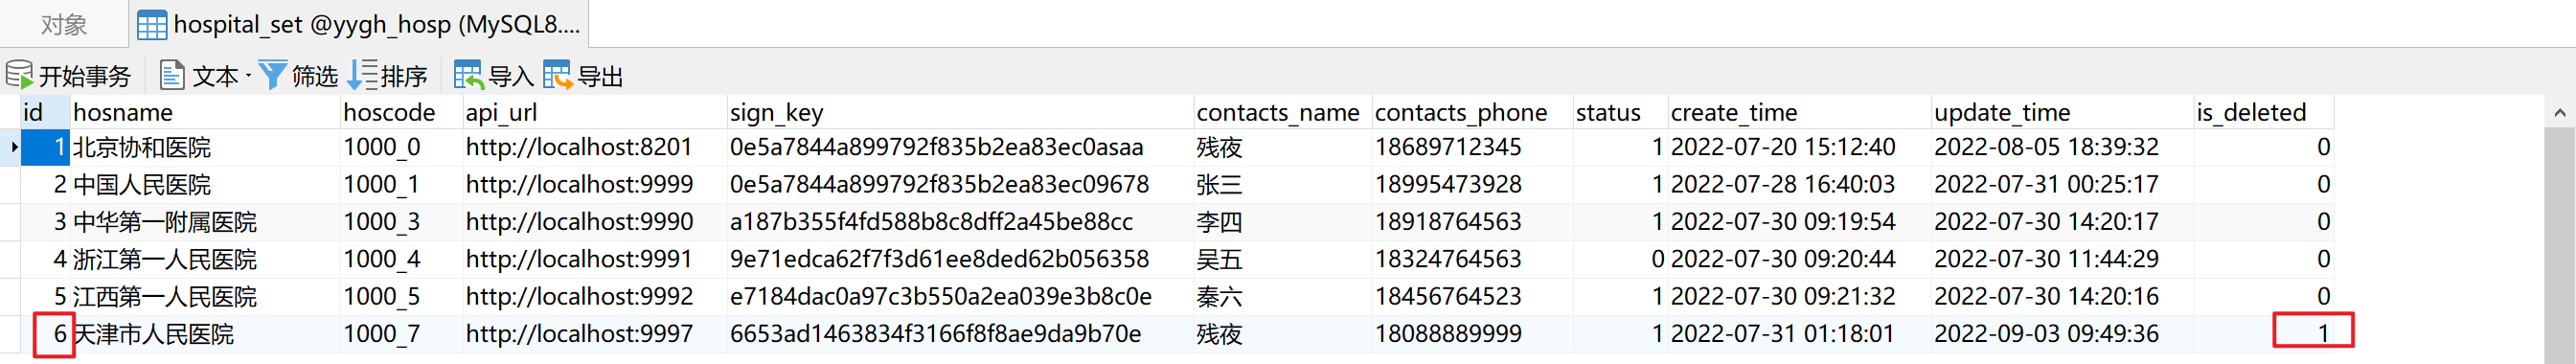 对象 hospital_set @yygh_hosp (MySQL8....
开始事务 文本 筛选 排序 导入 导出
id hosname hoscode api_url sign_key contacts_name contacts_phone status create_time update_time is_deleted
1 北京协和医院 1000_0 http://localhost:8201 0e5a7844a899792f835b2ea83ec0asaa 残夜 18689712345 1 2022-07-20 15:12:40 2022-08-05 18:39:32 0
2 中国人民医院 1000_1 http://localhost:9999 0e5a7844a899792f835b2ea83ec09678 张三 18995473928 1 2022-07-28 16:40:03 2022-07-31 00:25:17 0
3 中华第一附属医院 1000_3 http://localhost:9990 a187b355f4fd588b8c8dff2a45be88cc 李四 18918764563 1 2022-07-30 09:19:54 2022-07-30 14:20:17 0
4 浙江第一人民医院 1000_4 http://localhost:9991 9e71edca62f7f3d61ee8ded62b056358 吴五 18324764563 0 2022-07-30 09:20:44 2022-07-30 11:44:29 0
5 江西第一人民医院 1000_5 http://localhost:9992 e7184dac0a97c3b550a2ea039e3b8c0e 秦六 18456764523 1 2022-07-30 09:21:32 2022-07-30 14:20:16 0
6 天津市人民医院 1000_7 http://localhost:9997 6653ad1463834f3166f8f8ae9da9b70e 残夜 18088889999 1 2022-07-31 01:18:01 2022-09-03 09:49:36 1